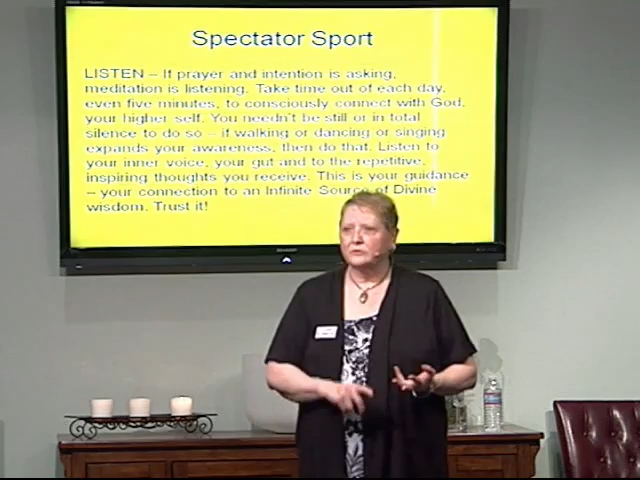 Spectator Sport
LISTEN – If prayer and intention is asking,
meditation is listening. Take time out of each day,
even five minutes, to consciously connect with God,
your higher self. You needn't be still or in total
silence to do so – if walking or dancing or singing
expands your awareness, then do that. Listen to
your inner voice, your gut and to the repetitive,
inspiring thoughts you receive. This is your guidance
– your connection to an Infinite Source of Divine
wisdom. Trust it!
SHARP